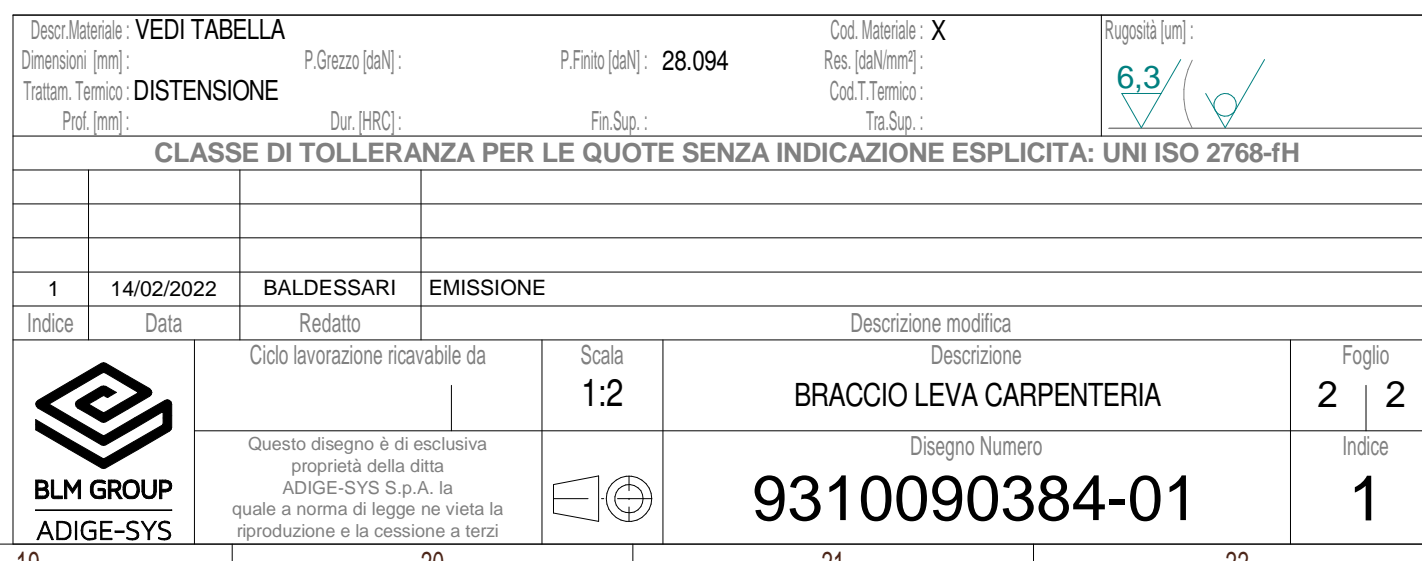 Descr.Materiale : VEDI TABELLA Cod. Materiale : X Rugosità [um] :
Dimensioni [mm] : P.Grezzo [daN] : P.Finito [daN] : 28.094 Res. [daN/mm²] :
6,3
Trattam. Termico : DISTENSIONE Cod.T.Termico :
Prof. [mm] : Dur. [HRC] : Fin.Sup. : Tra.Sup. :
CLASSE DI TOLLERANZA PER LE QUOTE SENZA INDICAZIONE ESPLICITA: UNI ISO 2768-fH
1 14/02/2022 BALDESSARI EMISSIONE
Indice Data Redatto Descrizione modifica
Ciclo lavorazione ricavabile da Scala Descrizione Foglio
1:2 BRACCIO LEVA CARPENTERIA 2 2
Questo disegno è di esclusiva
proprietà della ditta
ADIGE-SYS S.p.A. la
quale a norma di legge ne vieta la
riproduzione e la cessione a terzi
Disegno Numero Indice
9310090384-01 1
BLM GROUP
ADIGE-SYS